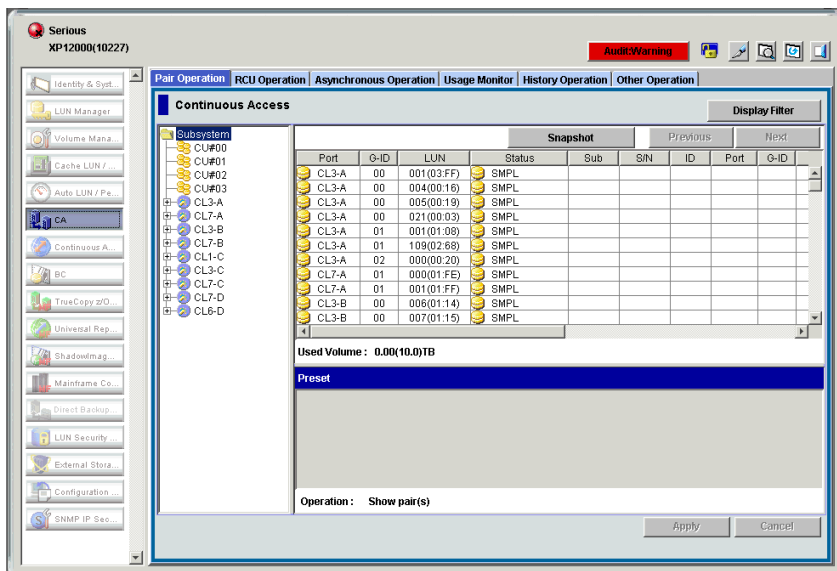 Serious
XP12000(10227)
Audit:Warning
Identity & Syst...
LUN Manager
Volume Mana...
Cache LUN / ...
Auto LUN / Pe...
CA
Continuous A...
BC
TrueCopy z/O...
Universal Rep...
ShadowImag...
Mainframe Co...
Direct Backup...
LUN Security ...
External Stora...
Configuration ...
SNMP IP Sec...
Pair Operation RCU Operation Asynchronous Operation Usage Monitor History Operation Other Operation
Continuous Access
Display Filter
Subsystem
CU#00
CU#01
CU#02
CU#03
CL3-A
CL7-A
CL3-B
CL7-B
CL1-C
CL3-C
CL7-C
CL7-D
CL6-D
Snapshot Previous Next
Port G-ID LUN Status Sub S/N ID Port G-ID
CL3-A 00 001(03:FF) SMPL
CL3-A 00 004(00:16) SMPL
CL3-A 00 005(00:19) SMPL
CL3-A 00 021(00:03) SMPL
CL3-A 01 001(01:08) SMPL
CL3-A 01 109(02:68) SMPL
CL3-A 02 000(00:20) SMPL
CL7-A 01 000(01:FE) SMPL
CL7-A 01 001(01:FF) SMPL
CL3-B 00 006(01:14) SMPL
CL3-B 00 007(01:15) SMPL
Used Volume : 0.00(10.0)TB
Preset
Operation : Show pair(s)
Apply Cancel